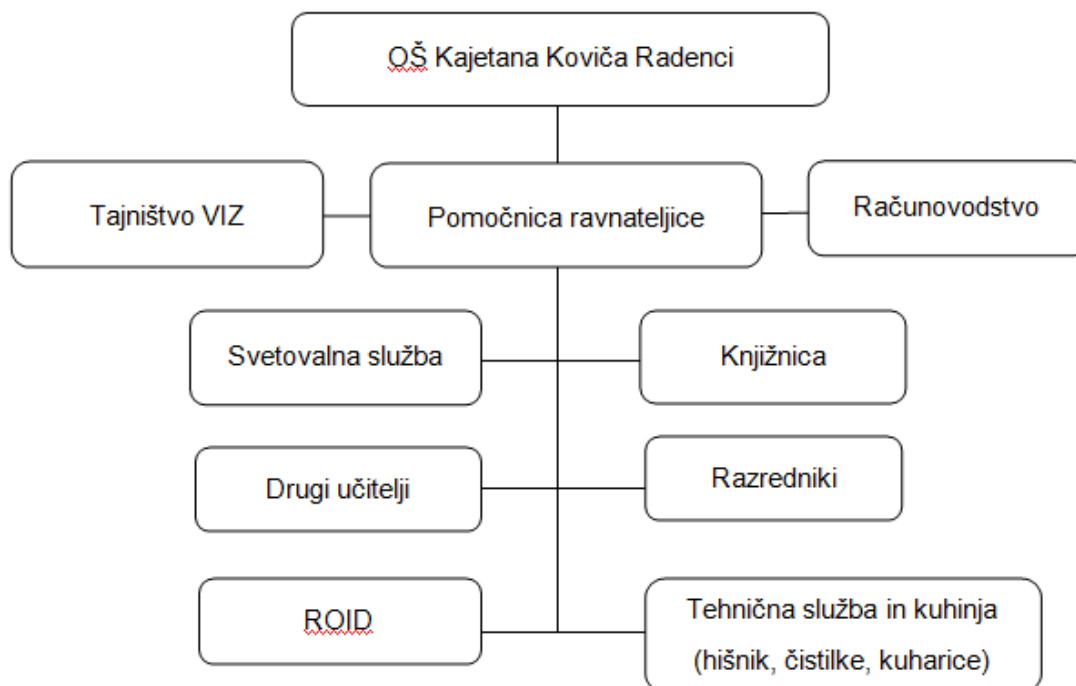 OŠ Kajetana Koviča Radenci
Tajništvo VIZ
Pomočnica ravnateljice
Računovodstvo
Svetovalna služba
Knjižnica
Drugi učitelji
Razredniki
ROID
Tehnična služba in kuhinja
(hišnik, čistilke, kuharice)